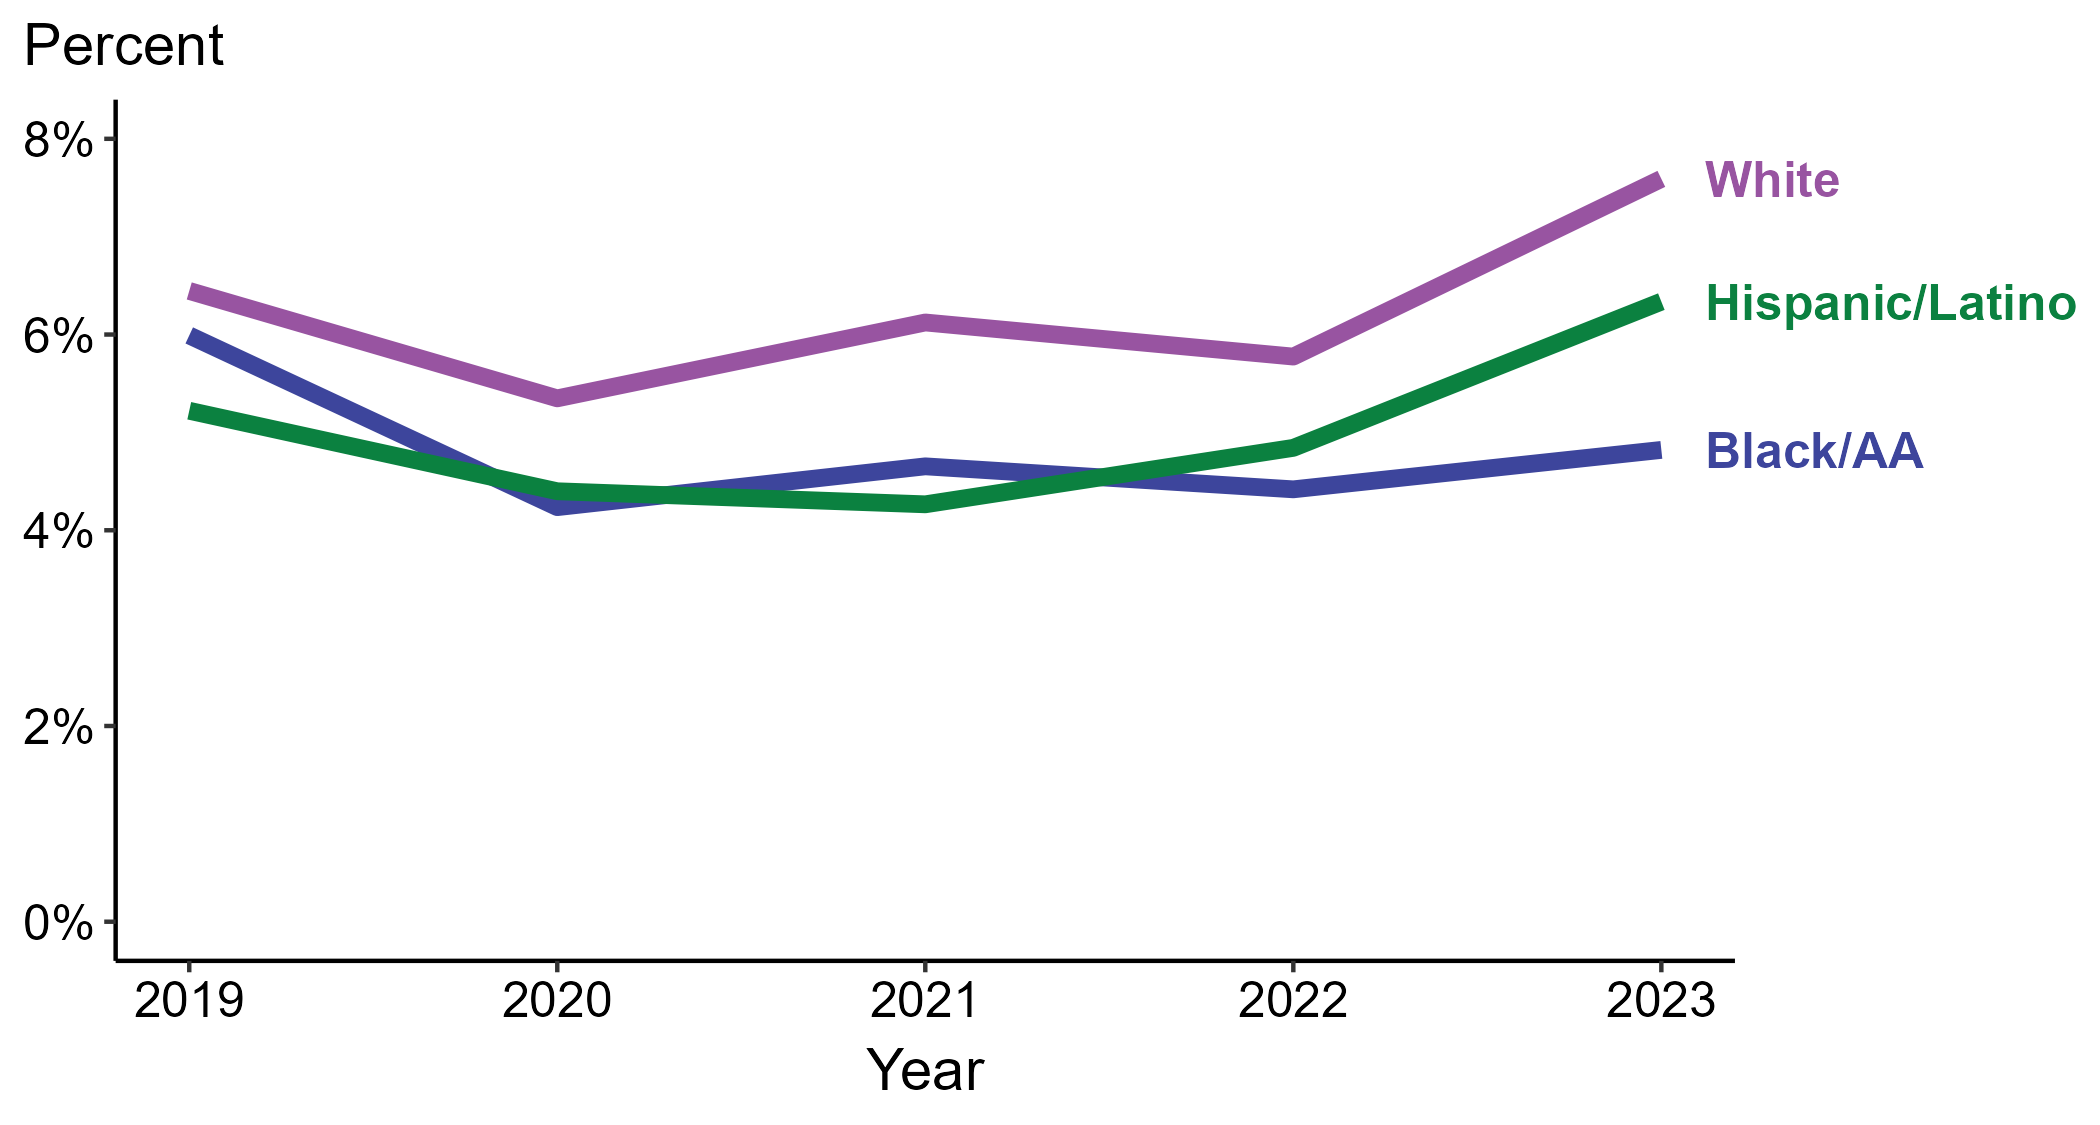 Percent
8%
White
Hispanic/Latino
6%
Black/AA
4%
2%
0%
2019 2020 2021 2022 2023
Year